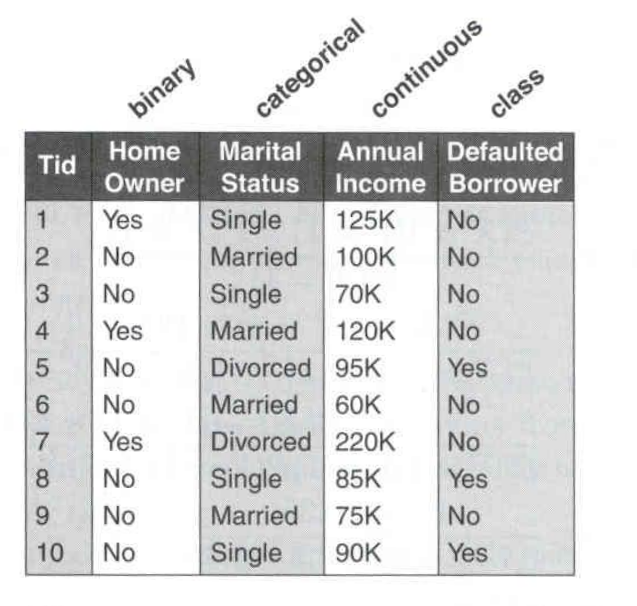 binary categorical continuous class
Tid Home Owner Marital Status Annual Income Defaulted Borrower
1 Yes Single 125K No
2 No Married 100K No
3 No Single 70K No
4 Yes Married 120K No
5 No Divorced 95K Yes
6 No Married 60K No
7 Yes Divorced 220K No
8 No Single 85K Yes
9 No Married 75K No
10 No Single 90K Yes